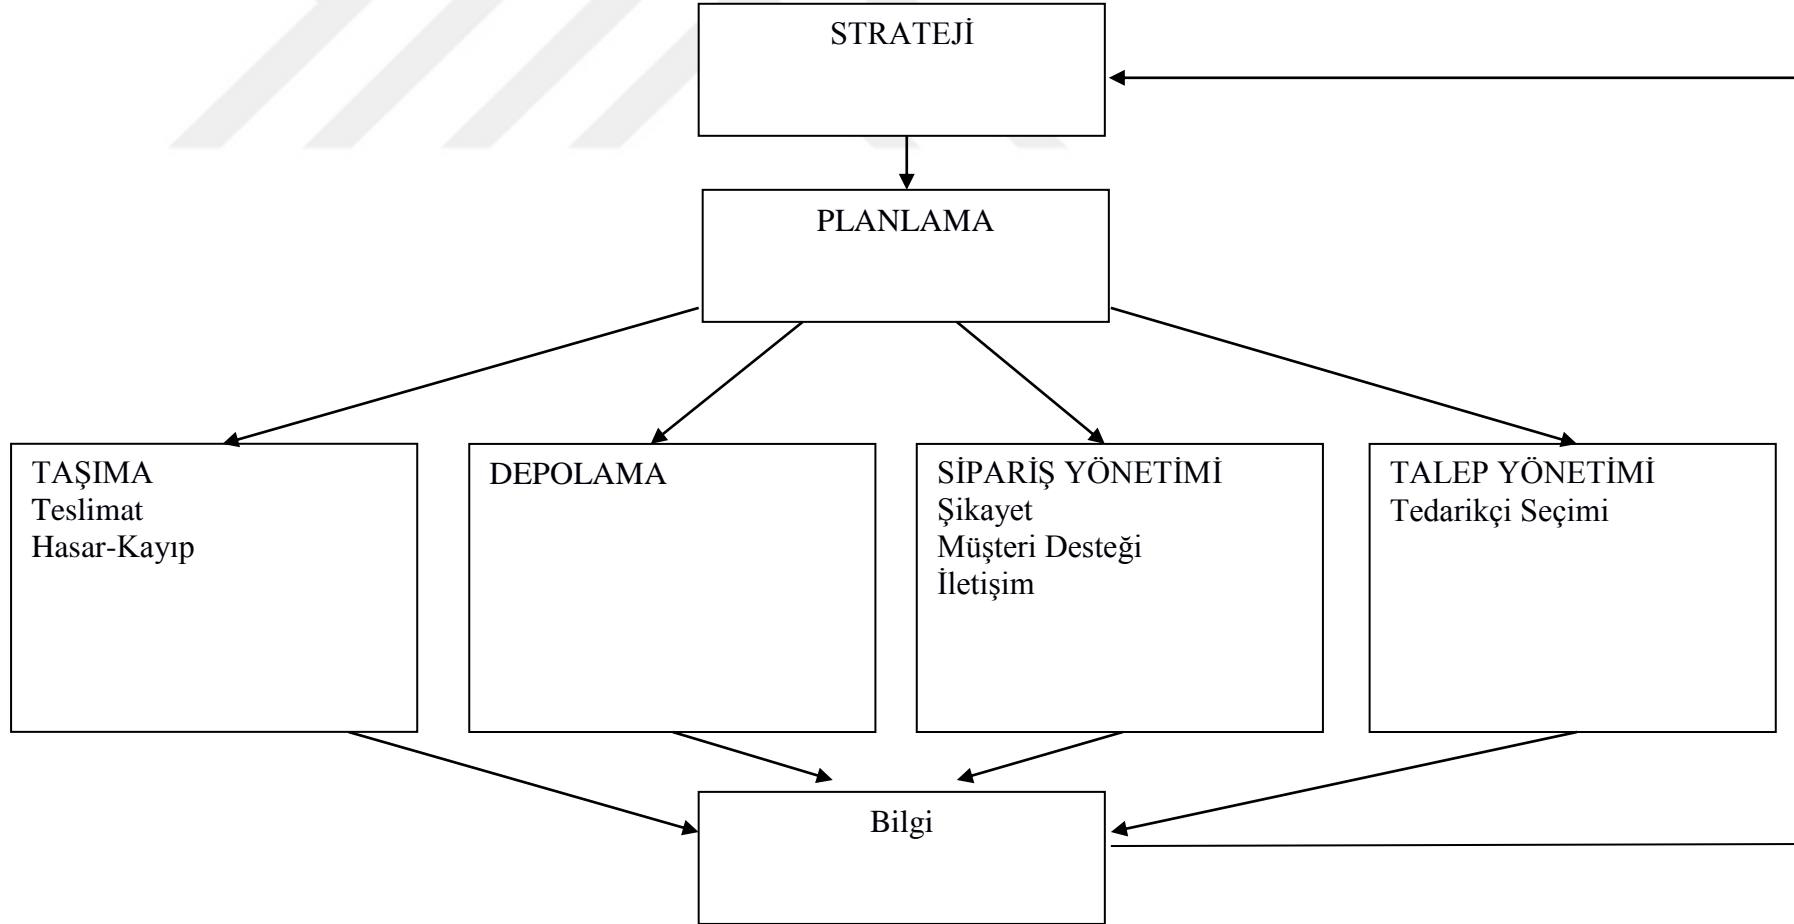 STRATEJİ
PLANLAMA
TAŞIMA
Teslimat
Hasar-Kayıp
DEPOLAMA
SİPARİŞ YÖNETİMİ
Şikayet
Müşteri Desteği
İletişim
TALEP YÖNETİMİ
Tedarikçi Seçimi
Bilgi